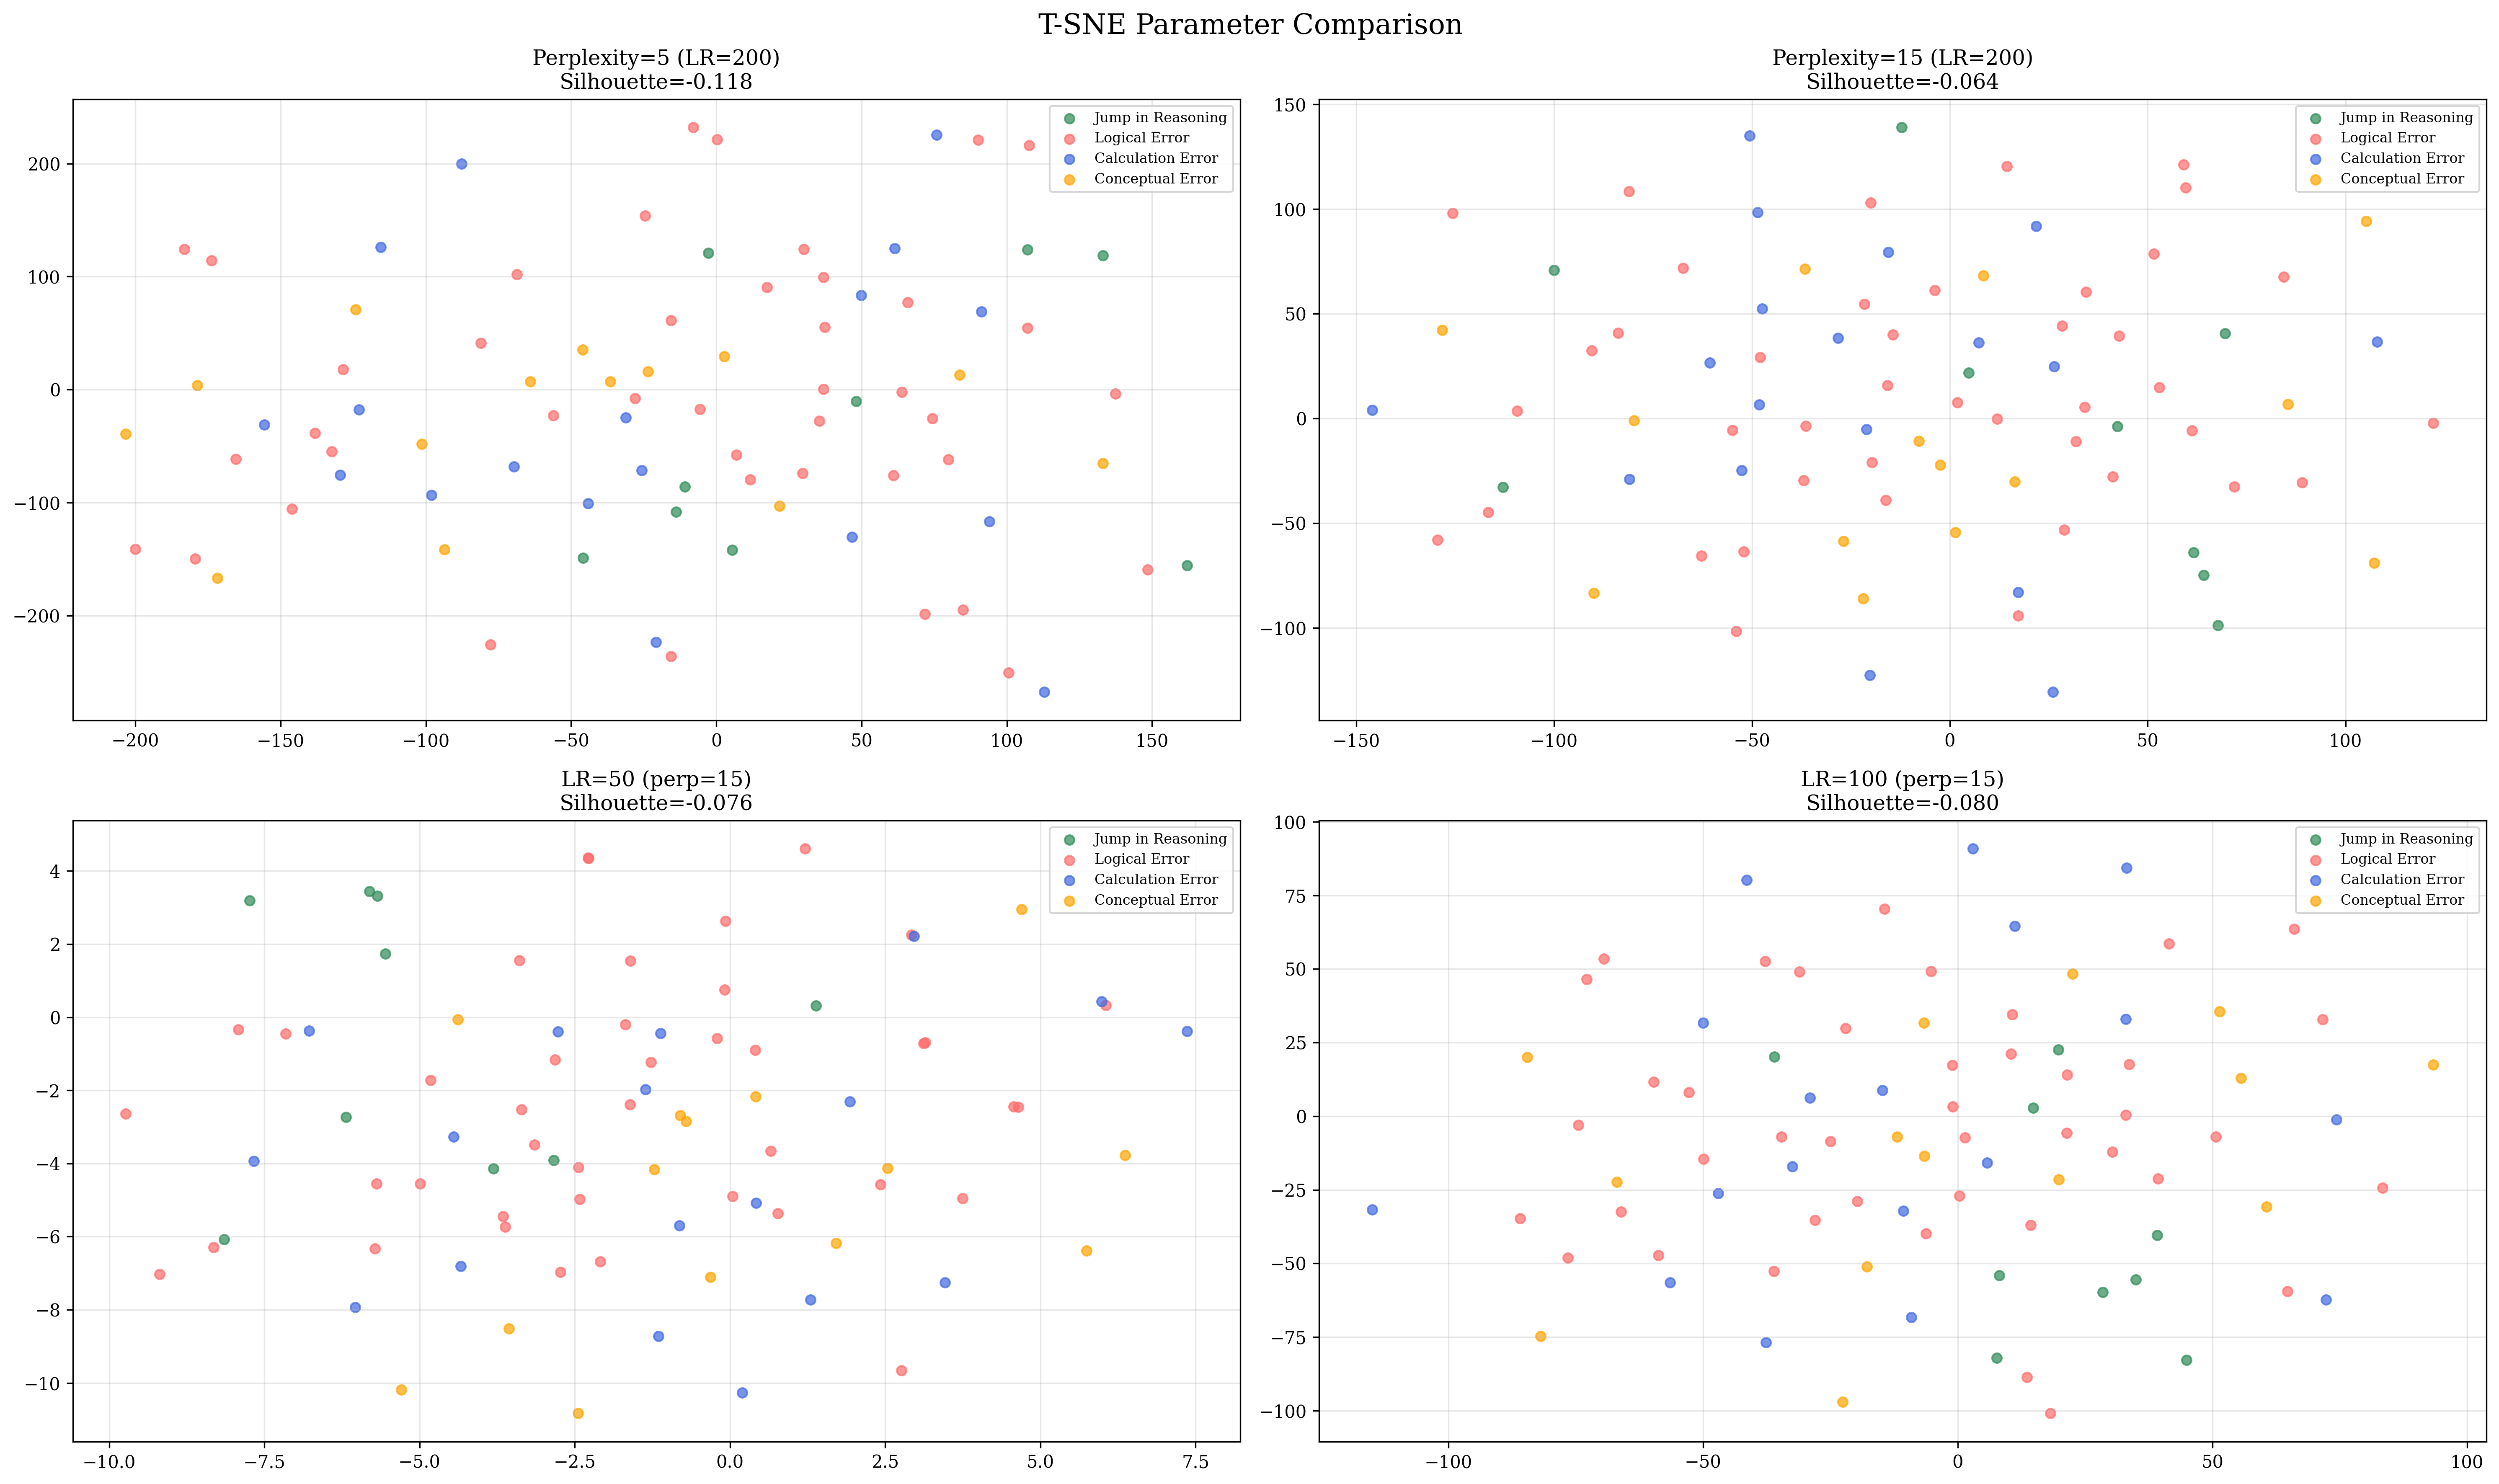 T-SNE Parameter Comparison
Perplexity=5 (LR=200)
Silhouette=-0.118
200
100
0
−100
−200
−200 −150 −100 −50 0 50 100 150
Jump in Reasoning
Logical Error
Calculation Error
Conceptual Error
Perplexity=15 (LR=200)
Silhouette=-0.064
150
100
50
0
−50
−100
−150 −100 −50 0 50 100
Jump in Reasoning
Logical Error
Calculation Error
Conceptual Error
LR=50 (perp=15)
Silhouette=-0.076
4
2
0
−2
−4
−6
−8
−10
−10.0 −7.5 −5.0 −2.5 0.0 2.5 5.0 7.5
Jump in Reasoning
Logical Error
Calculation Error
Conceptual Error
LR=100 (perp=15)
Silhouette=-0.080
100
75
50
25
0
−25
−50
−75
−100
−100 −50 0 50 100
Jump in Reasoning
Logical Error
Calculation Error
Conceptual Error